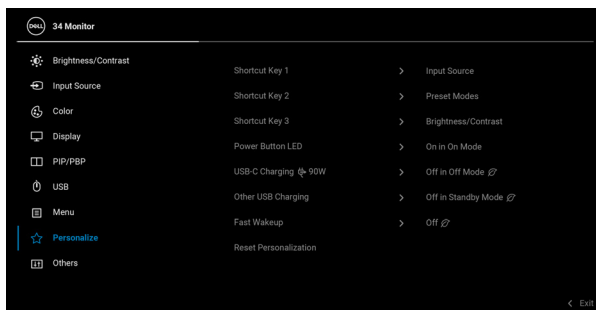 DELL 34 Monitor
Brightness/Contrast
Input Source
Color
Display
PIP/PBP
USB
Menu
Personalize
Others
Shortcut Key 1 > Input Source
Shortcut Key 2 > Preset Modes
Shortcut Key 3 > Brightness/Contrast
Power Button LED > On in On Mode
USB-C Charging 90W > Off in Off Mode
Other USB Charging > Off in Standby Mode
Fast Wakeup > Off
Reset Personalization
< Exit